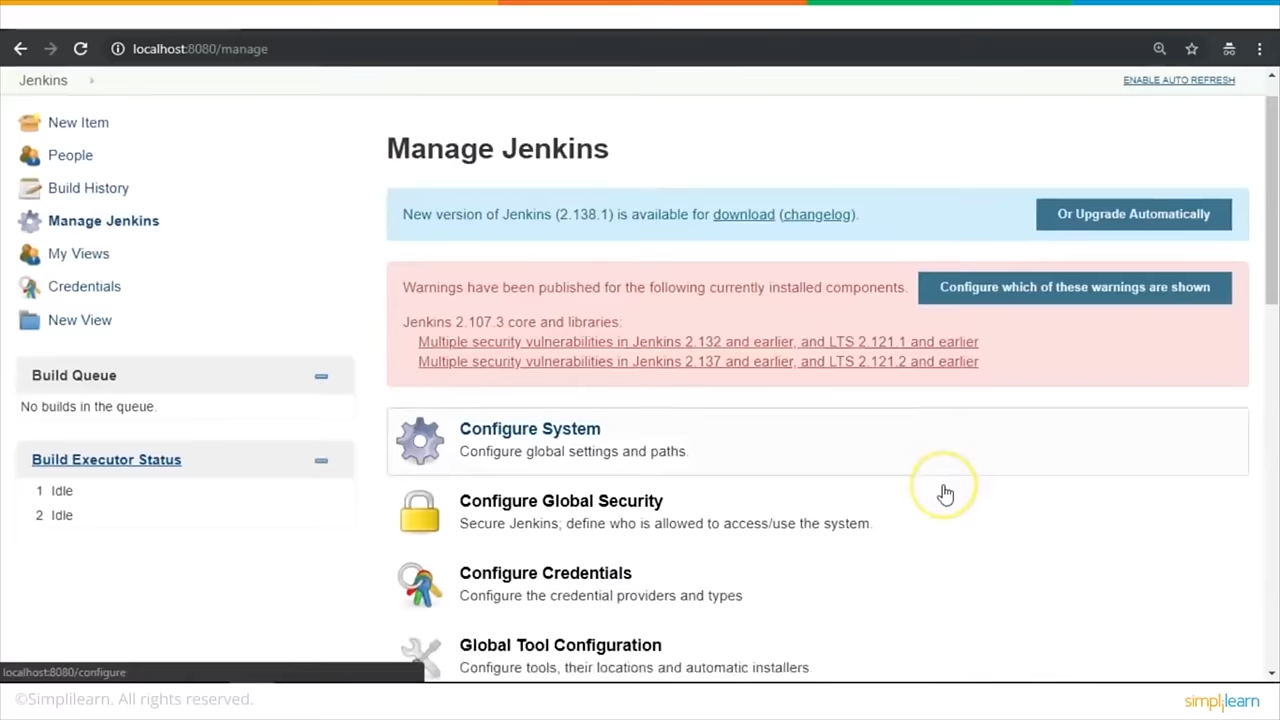 localhost:8080/manage
Jenkins
ENABLE AUTO REFRESH
New Item
People
Build History
Manage Jenkins
My Views
Credentials
New View
Build Queue
No builds in the queue.
Build Executor Status
1 Idle
2 Idle
Manage Jenkins
New version of Jenkins (2.138.1) is available for download (changelog).
Or Upgrade Automatically
Warnings have been published for the following currently installed components.
Configure which of these warnings are shown
Jenkins 2.107.3 core and libraries:
Multiple security vulnerabilities in Jenkins 2.132 and earlier, and LTS 2.121.1 and earlier
Multiple security vulnerabilities in Jenkins 2.137 and earlier, and LTS 2.121.2 and earlier
Configure System
Configure global settings and paths.
Configure Global Security
Secure Jenkins; define who is allowed to access/use the system.
Configure Credentials
Configure the credential providers and types
Global Tool Configuration
Configure tools, their locations and automatic installers
localhost:8080/configure
©Simplilearn. All rights reserved.
simplilearn